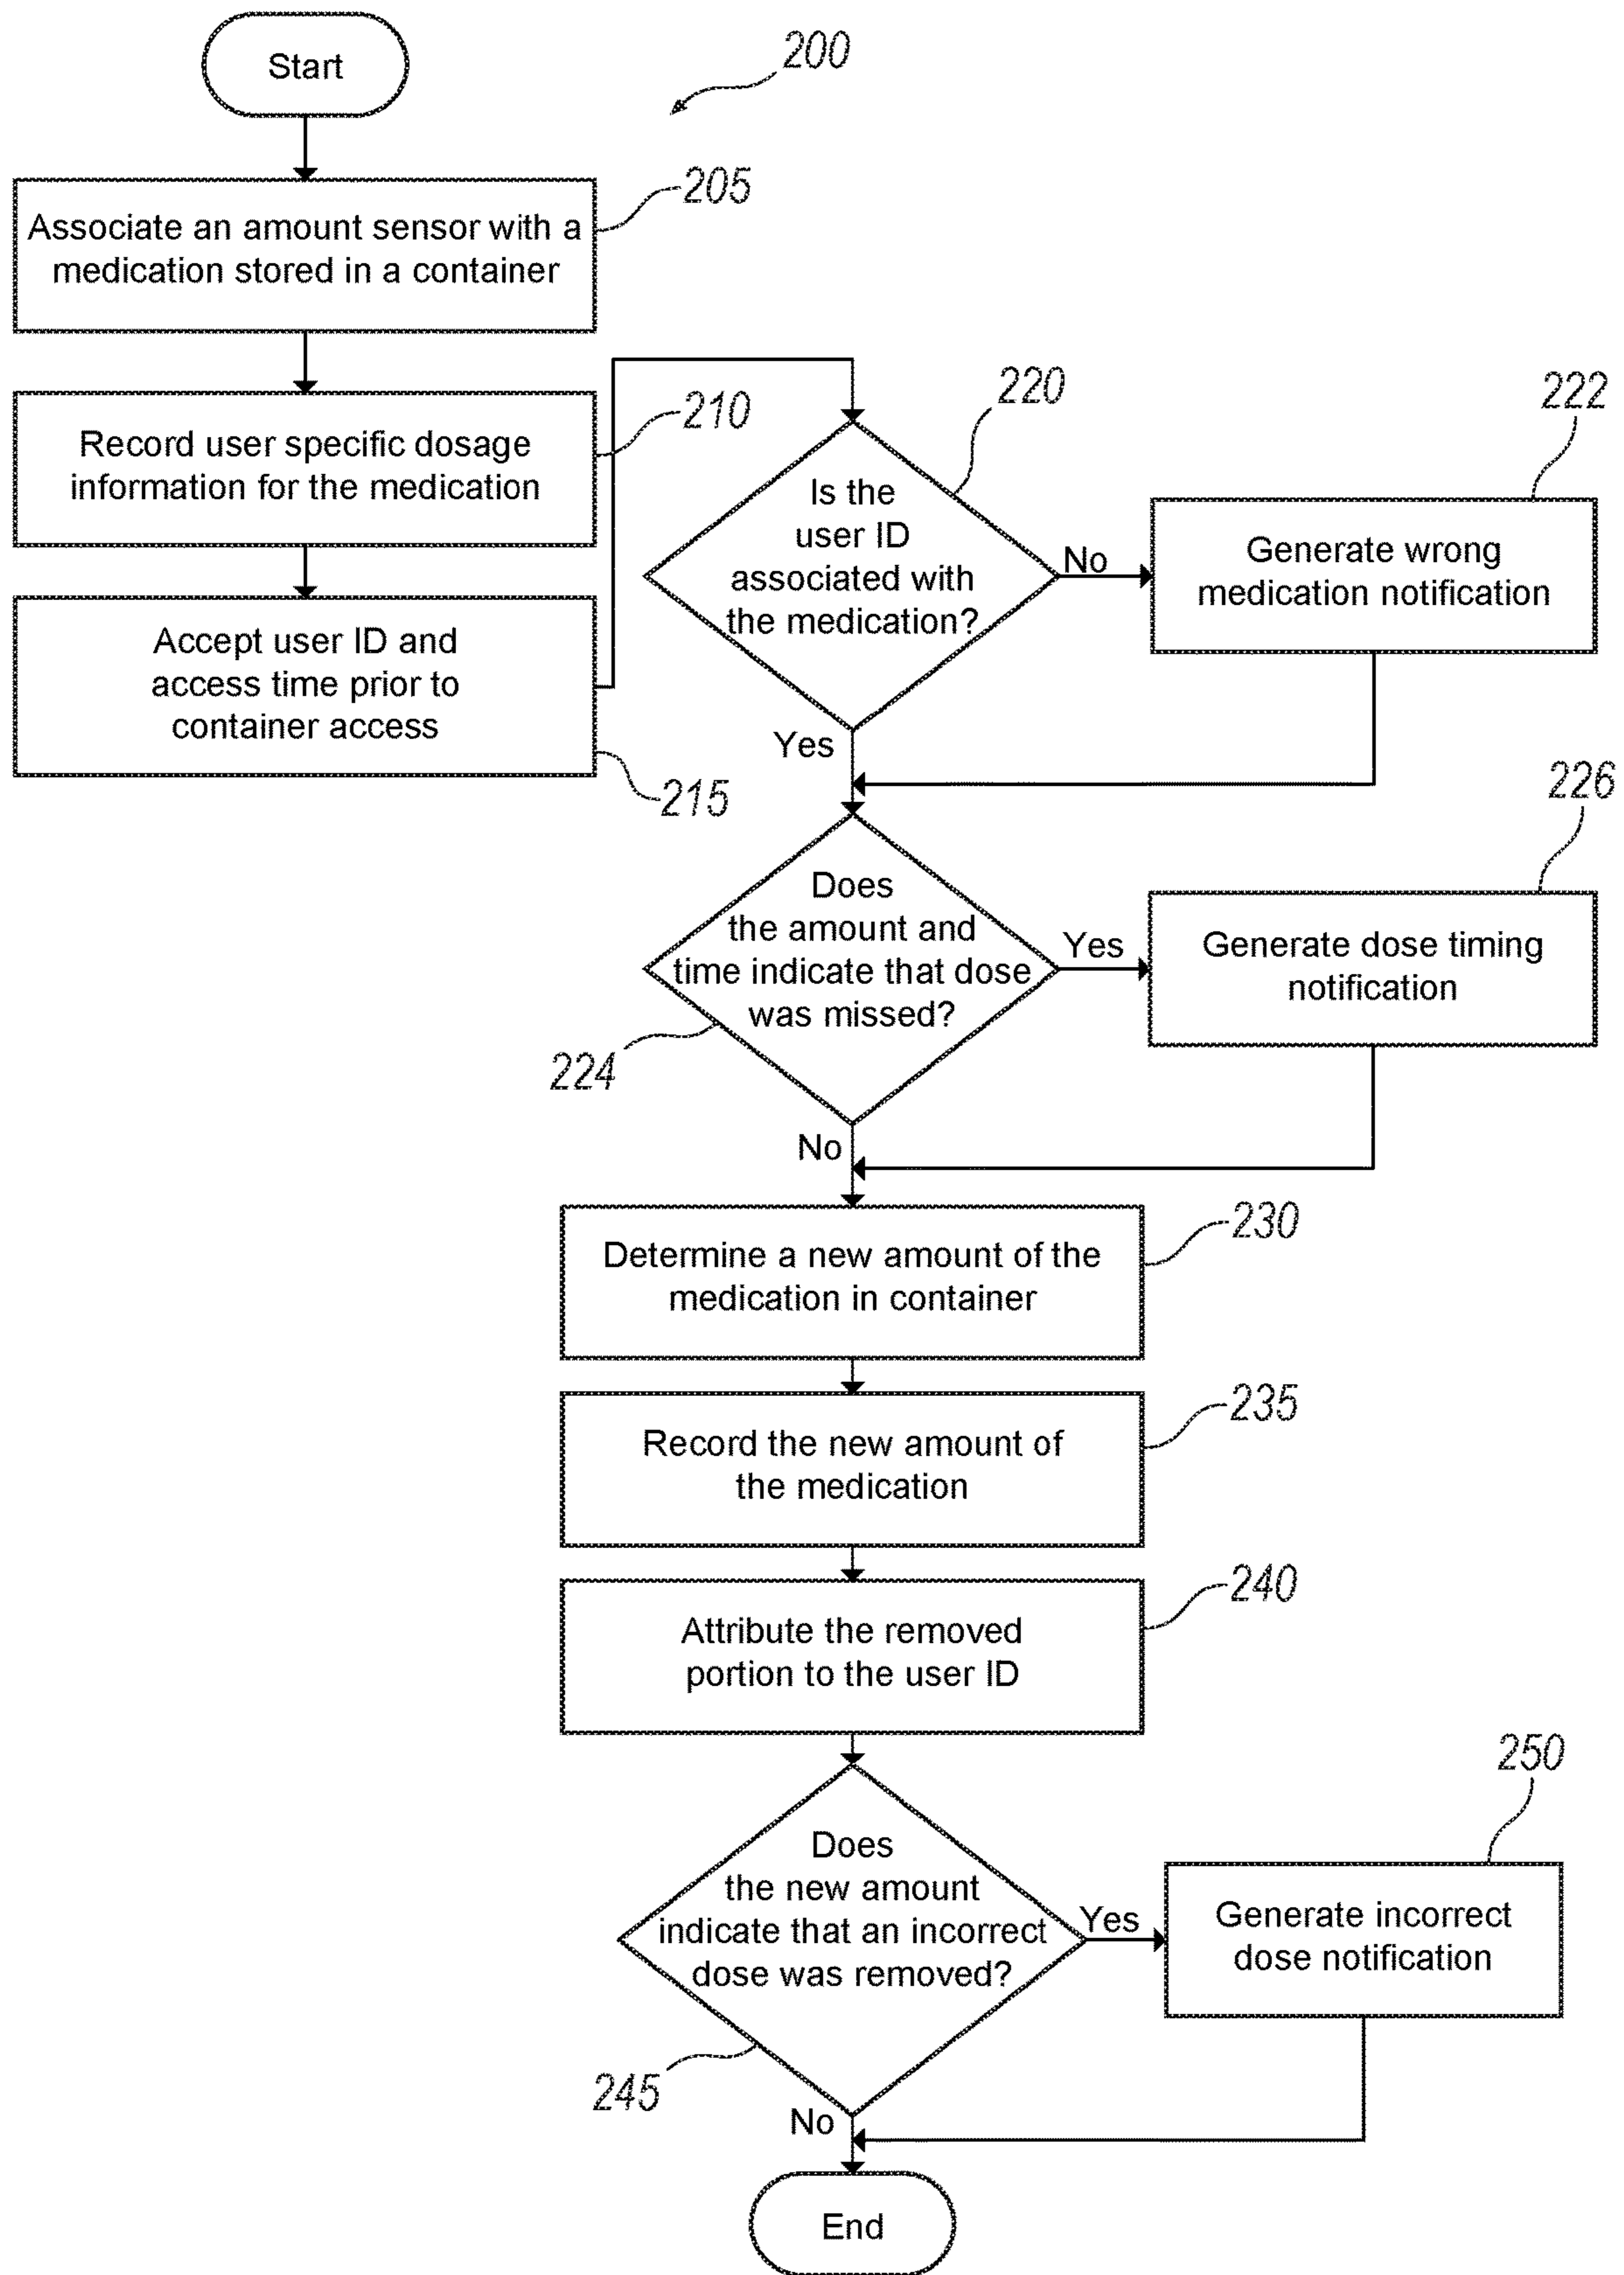 Start
200
205
Associate an amount sensor with a
medication stored in a container
210
Record user specific dosage
information for the medication
Accept user ID and
access time prior to
container access
215
220
Is the
user ID
associated with
the medication?
No
Yes
222
Generate wrong
medication notification
Does
the amount and
time indicate that dose
was missed?
224
Yes
No
226
Generate dose timing
notification
230
Determine a new amount of the
medication in container
235
Record the new amount of
the medication
240
Attribute the removed
portion to the user ID
Does
the new amount
indicate that an incorrect
dose was removed?
245
Yes
No
250
Generate incorrect
dose notification
End